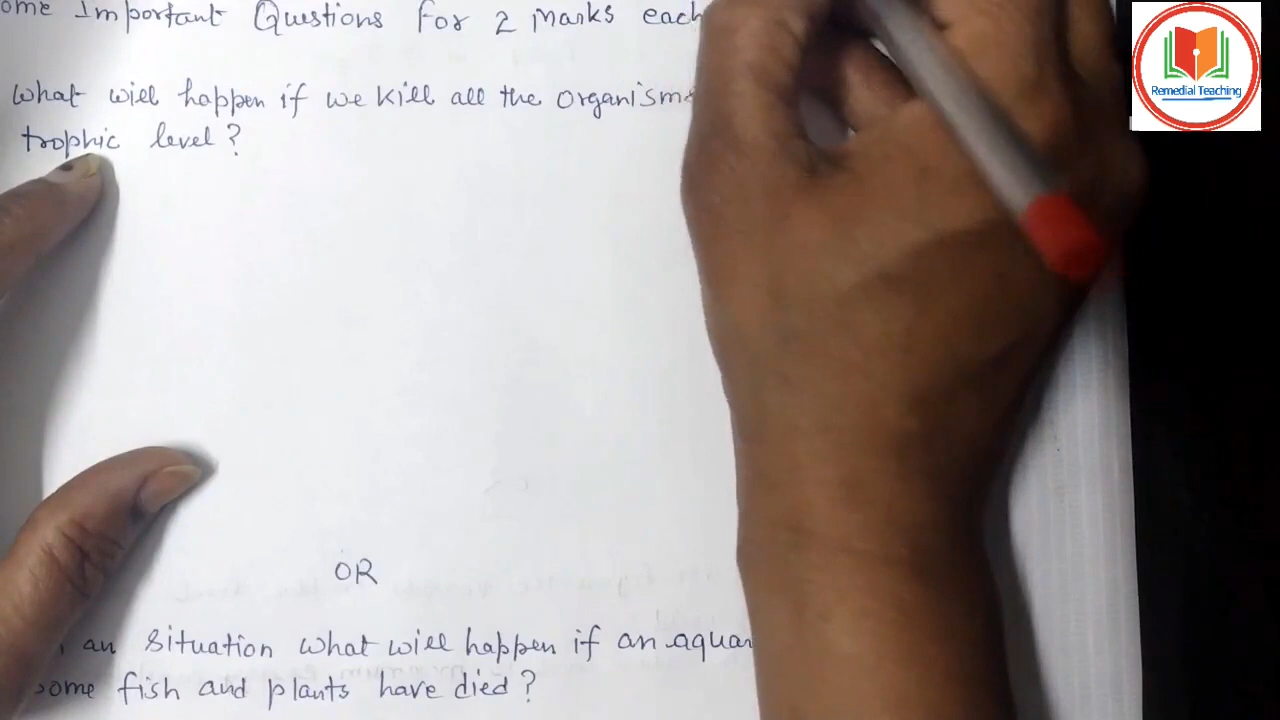 ome Important Questions for 2 Marks each
What will happen if we kill all the organisms
trophic level?
OR
an situation what will happen if an aquar
some fish and plants have died?
Remedial Teaching